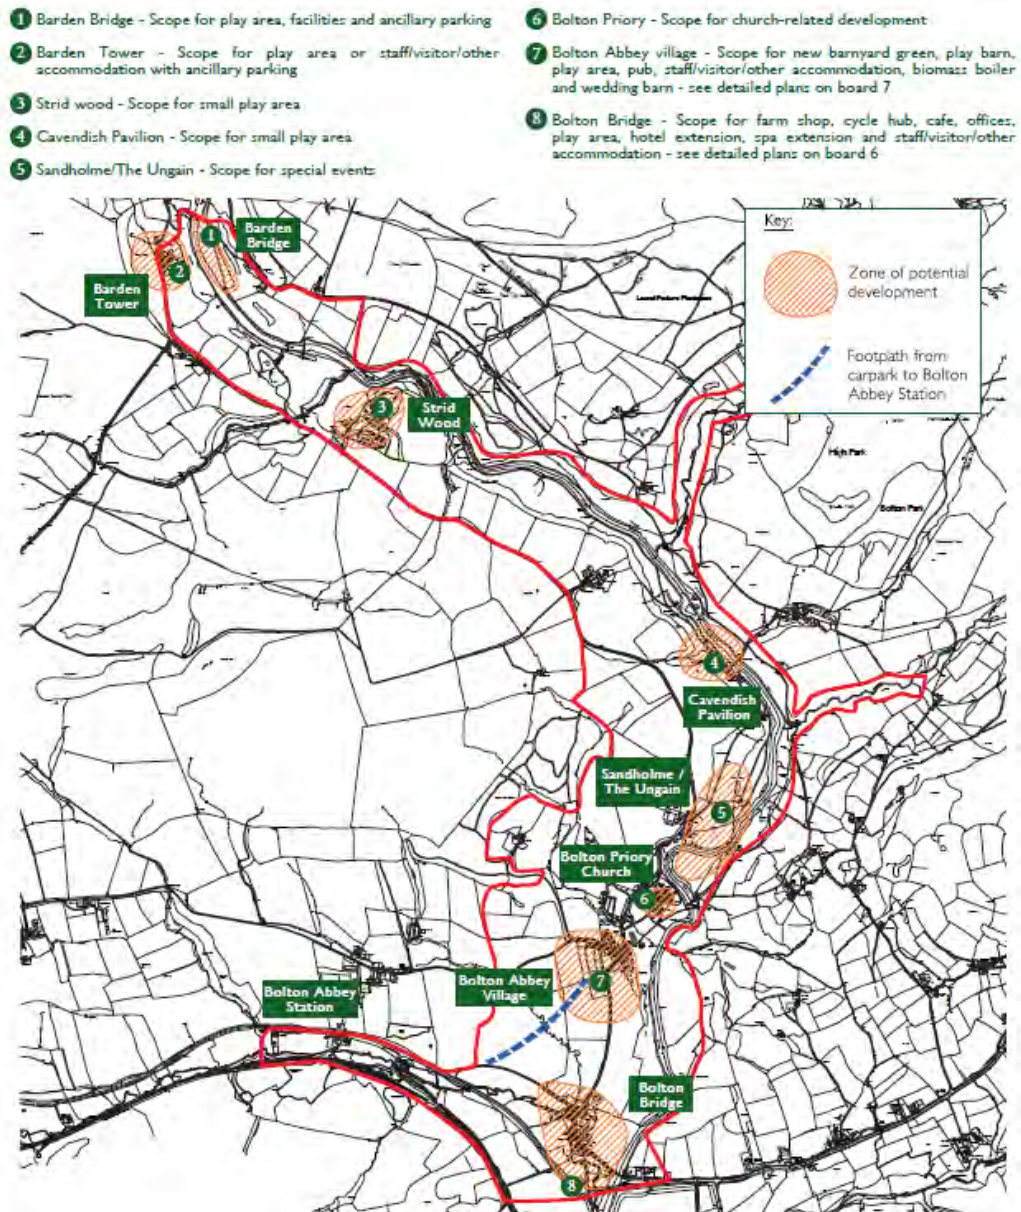 1 Barden Bridge - Scope for play area, facilities and ancillary parking
2 Barden Tower - Scope for play area or staff/visitor/other
accommodation with ancillary parking
3 Strid wood - Scope for small play area
4 Cavendish Pavilion - Scope for small play area
5 Sandholme/The Ungain - Scope for special events
6 Bolton Priory - Scope for church-related development
7 Bolton Abbey village - Scope for new barnyard green, play barn,
play area, pub, staff/visitor/other accommodation, biomass boiler
and wedding barn - see detailed plans on board 7
8 Bolton Bridge - Scope for farm shop, cycle hub, cafe, offices,
play area, hotel extension, spa extension and staff/visitor/other
accommodation - see detailed plans on board 6
Key:
Zone of potential
development
Footpath from
carpark to Bolton
Abbey Station
1
Barden
Bridge
2
Barden
Tower
3
Strid
Wood
High Park
Bolton Park
4
Cavendish
Pavilion
Sandholme /
The Ungain
5
Bolton Priory
Church
6
Bolton Abbey
Village
7
Bolton Abbey
Station
Bolton
Bridge
8